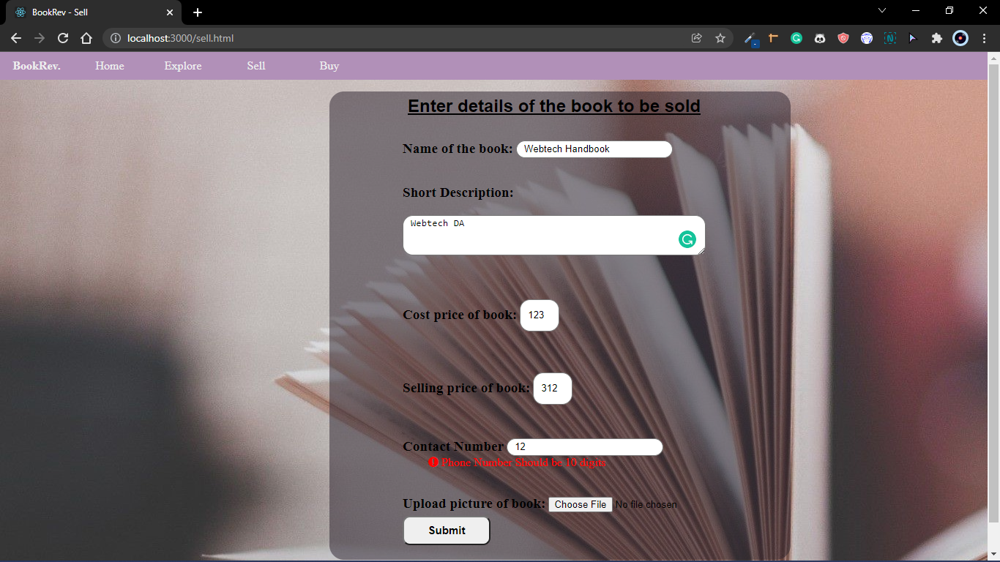 BookRev - Sell
localhost:3000/sell.html
BookRev. Home Explore Sell Buy
Enter details of the book to be sold
Name of the book: Webtech Handbook
Short Description:
Webtech DA
Cost price of book: 123
Selling price of book: 312
Contact Number 12
Phone Number Should be 10 digits
Upload picture of book: Choose File No file chosen
Submit